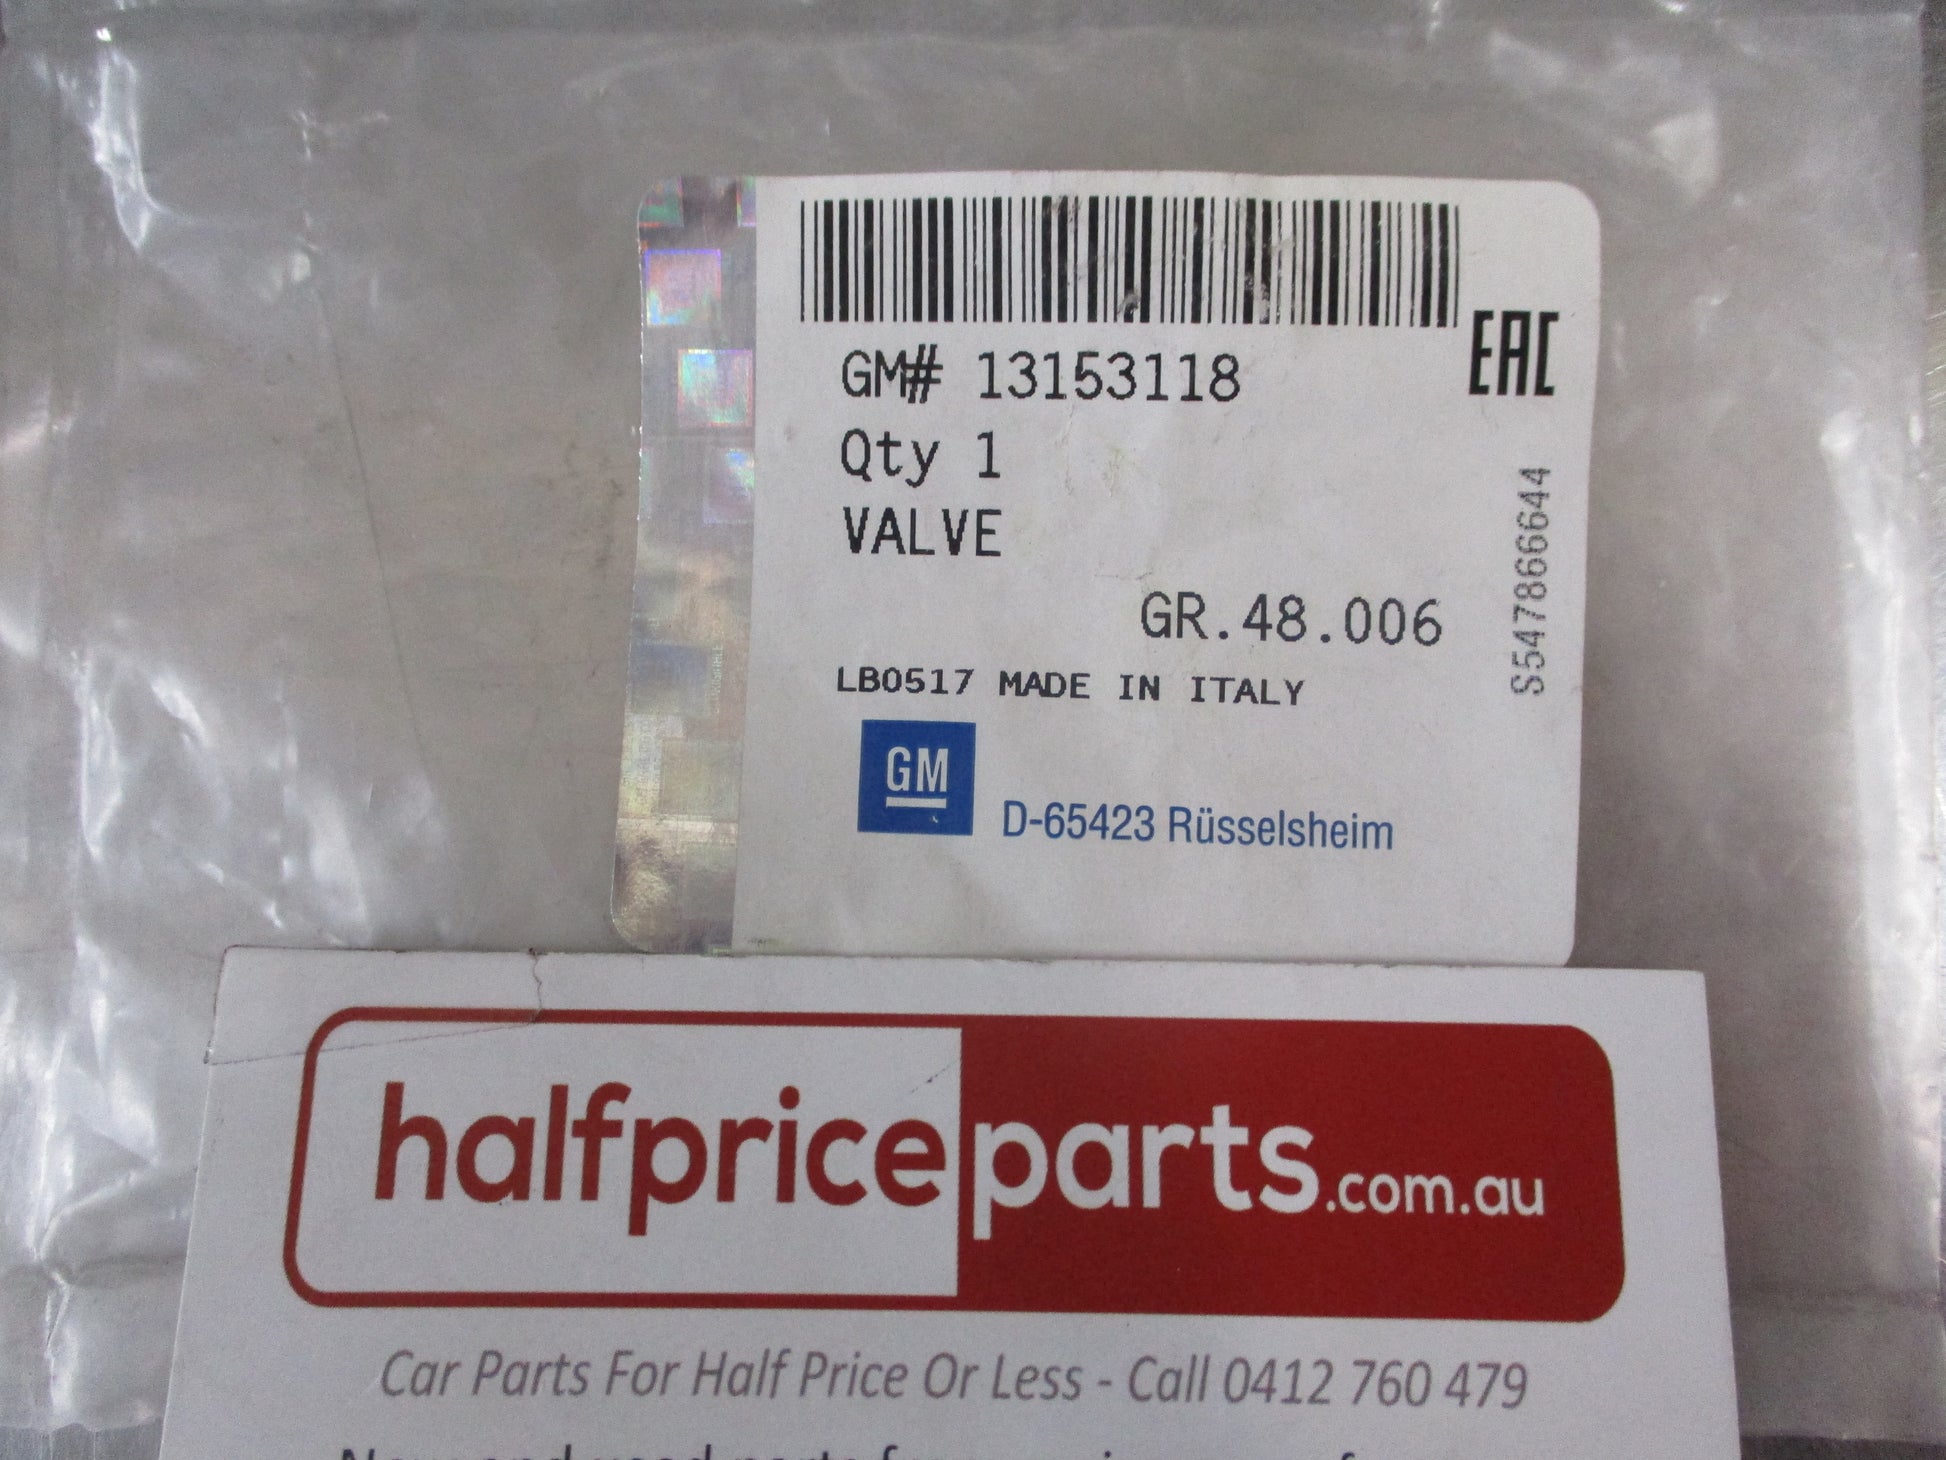 GM# 13153118
EAC
Qty 1
VALVE
GR.48.006
S547866644
LB0517 MADE IN ITALY
GM
D-65423 Rüsselsheim
halfpriceparts.com.au
Car Parts For Half Price Or Less - Call 0412 760 479